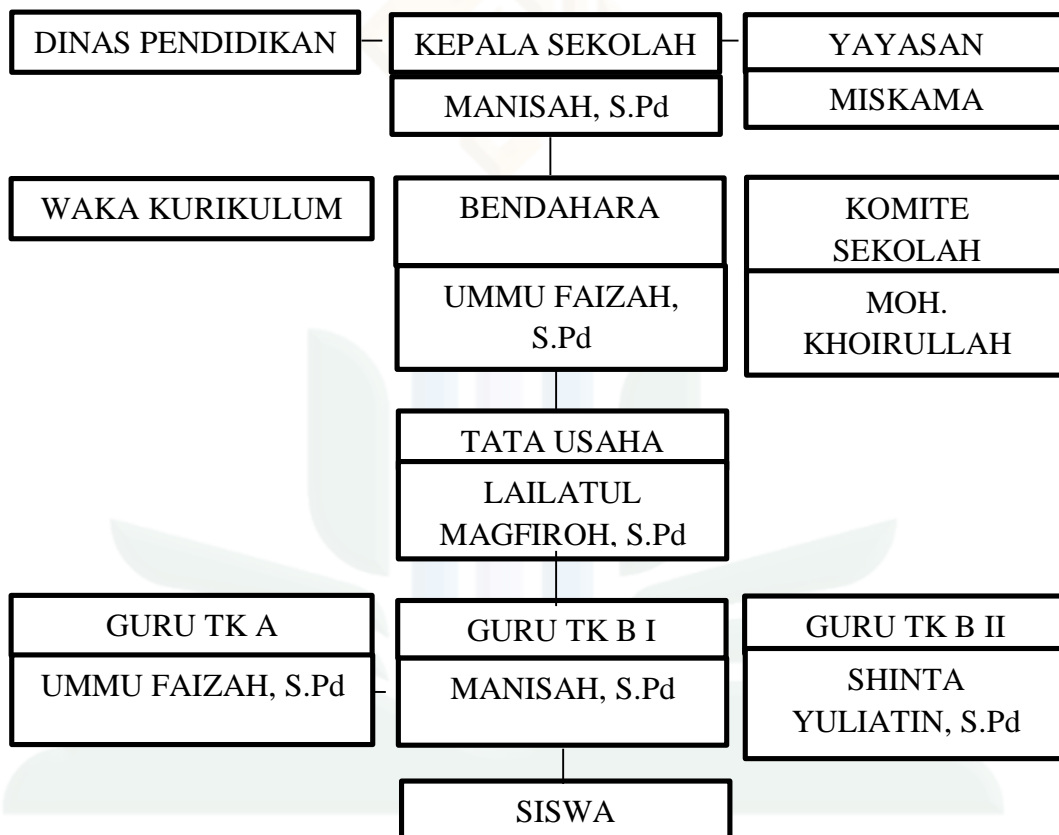 DINAS PENDIDIKAN
KEPALA SEKOLAH
YAYASAN
MANISAH, S.Pd
MISKAMA
WAKA KURIKULUM
BENDAHARA
KOMITE
SEKOLAH
UMMU FAIZAH,
S.Pd
MOH.
KHOIRULLAH
TATA USAHA
LAILATUL
MAGFIROH, S.Pd
GURU TK A
GURU TK B I
GURU TK B II
UMMU FAIZAH, S.Pd
MANISAH, S.Pd
SHINTA
YULIATIN, S.Pd
SISWA